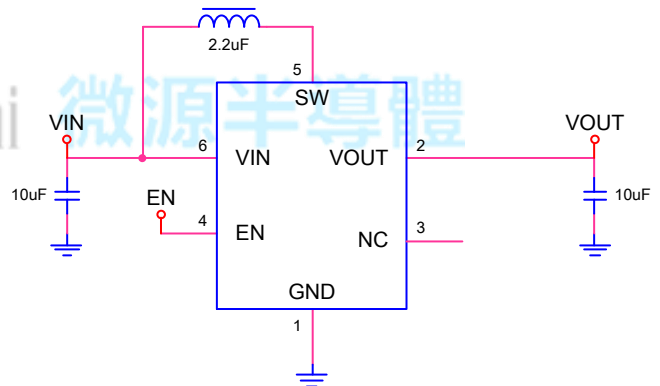 2.2uF
5
SW
微源半導體
VIN
VOUT
6
VIN
VOUT
2
10uF
10uF
EN
4
EN
NC
3
GND
1